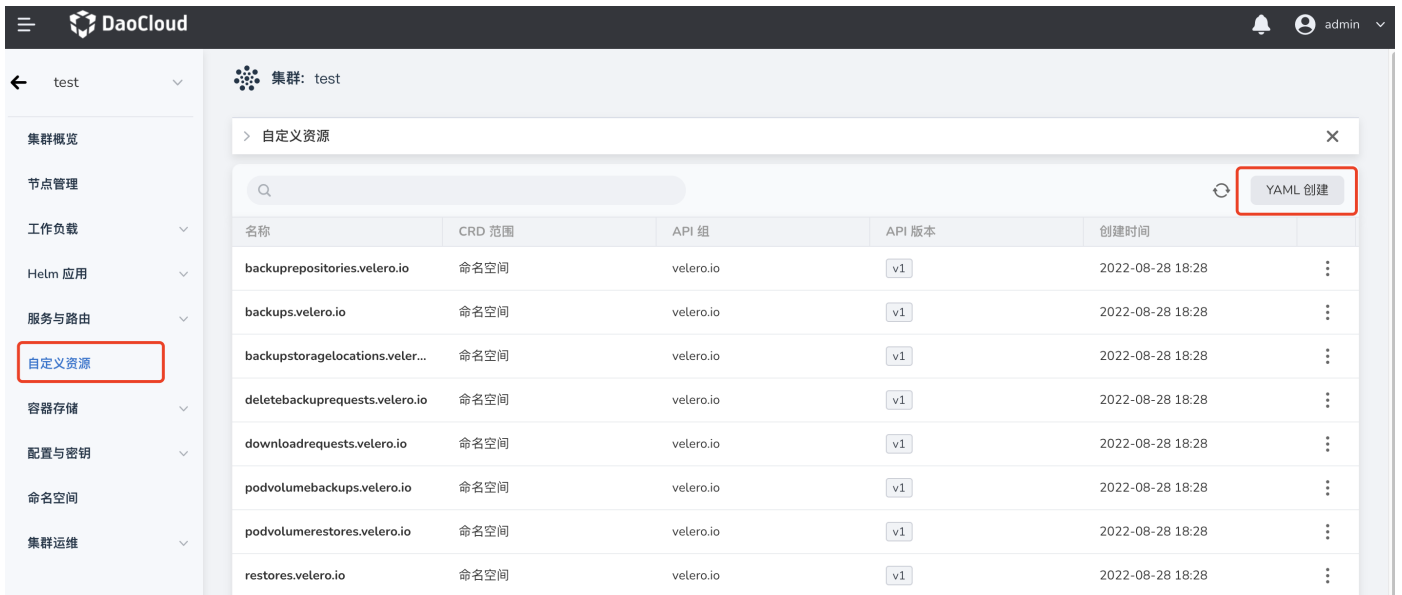 DaoCloud
admin
test
集群概览
节点管理
工作负载
Helm 应用
服务与路由
自定义资源
容器存储
配置与密钥
命名空间
集群运维
集群: test
自定义资源
YAML 创建
名称 CRD 范围 API 组 API 版本 创建时间
backuprepositories.velero.io 命名空间 velero.io v1 2022-08-28 18:28
backups.velero.io 命名空间 velero.io v1 2022-08-28 18:28
backupstoragelocations.veler... 命名空间 velero.io v1 2022-08-28 18:28
deletebackuprequests.velero.io 命名空间 velero.io v1 2022-08-28 18:28
downloadrequests.velero.io 命名空间 velero.io v1 2022-08-28 18:28
podvolumebackups.velero.io 命名空间 velero.io v1 2022-08-28 18:28
podvolumerestores.velero.io 命名空间 velero.io v1 2022-08-28 18:28
restores.velero.io 命名空间 velero.io v1 2022-08-28 18:28